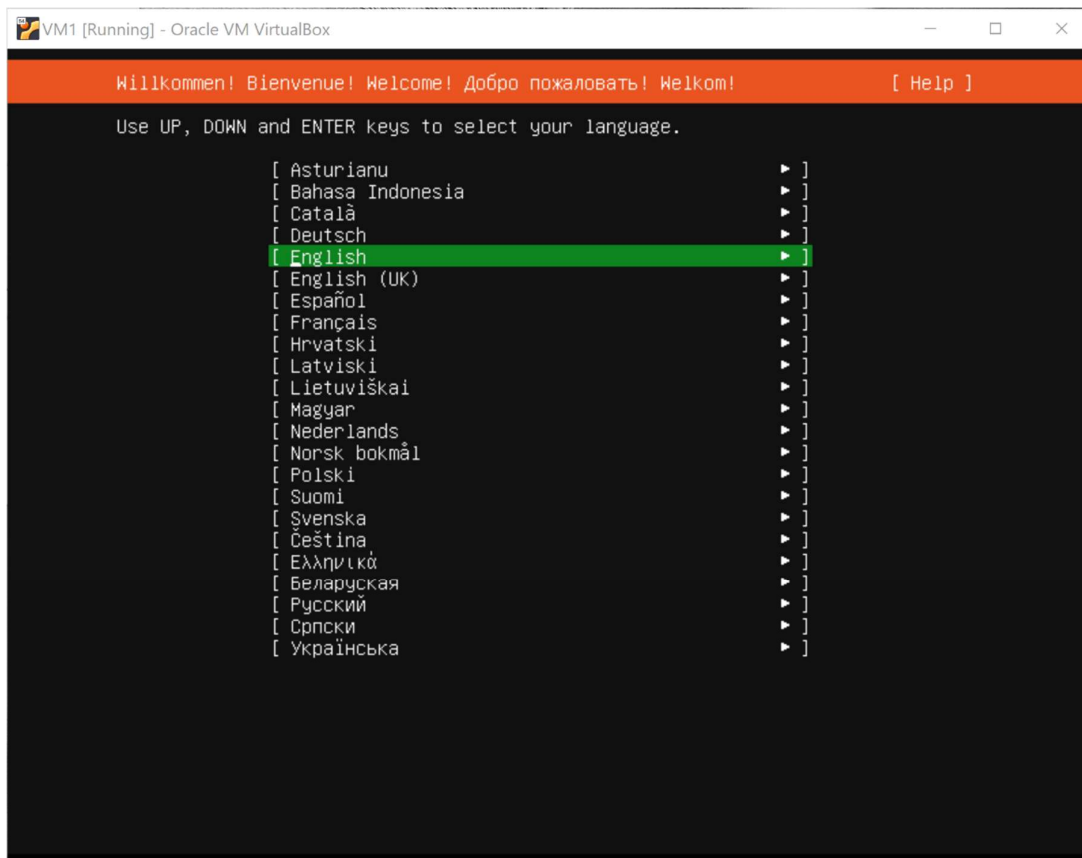 VM1 [Running] - Oracle VM VirtualBox
Willkommen! Bienvenue! Welcome! Добро пожаловать! Welkom! [ Help ]
Use UP, DOWN and ENTER keys to select your language.
[ Asturianu ▸ ]
[ Bahasa Indonesia ▸ ]
[ Català ▸ ]
[ Deutsch ▸ ]
[ English ▸ ]
[ English (UK) ▸ ]
[ Español ▸ ]
[ Français ▸ ]
[ Hrvatski ▸ ]
[ Latviski ▸ ]
[ Lietuviškai ▸ ]
[ Magyar ▸ ]
[ Nederlands ▸ ]
[ Norsk bokmål ▸ ]
[ Polski ▸ ]
[ Suomi ▸ ]
[ Svenska ▸ ]
[ Čeština ▸ ]
[ Ελληνικά ▸ ]
[ Беларуская ▸ ]
[ Русский ▸ ]
[ Српски ▸ ]
[ Українська ▸ ]